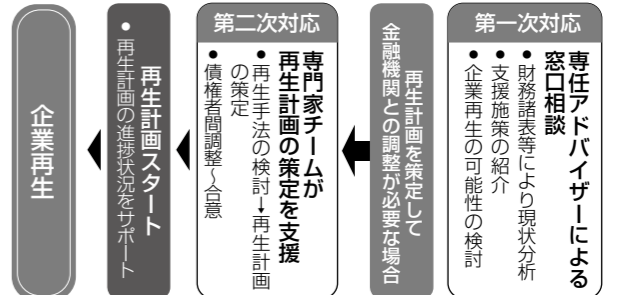 第一次対応
専任アドバイザーによる
窓口相談
● 財務諸表等により現状分析
● 支援施策の紹介
● 企業再生の可能性の検討
再生計画を策定して
金融機関との調整が必要な場合
第二次対応
専門家チームが
再生計画の策定を支援
● 再生手法の検討→再生計画
の策定
● 債権者間調整〜合意
再生計画スタート
● 再生計画の進捗状況をサポート
企業再生